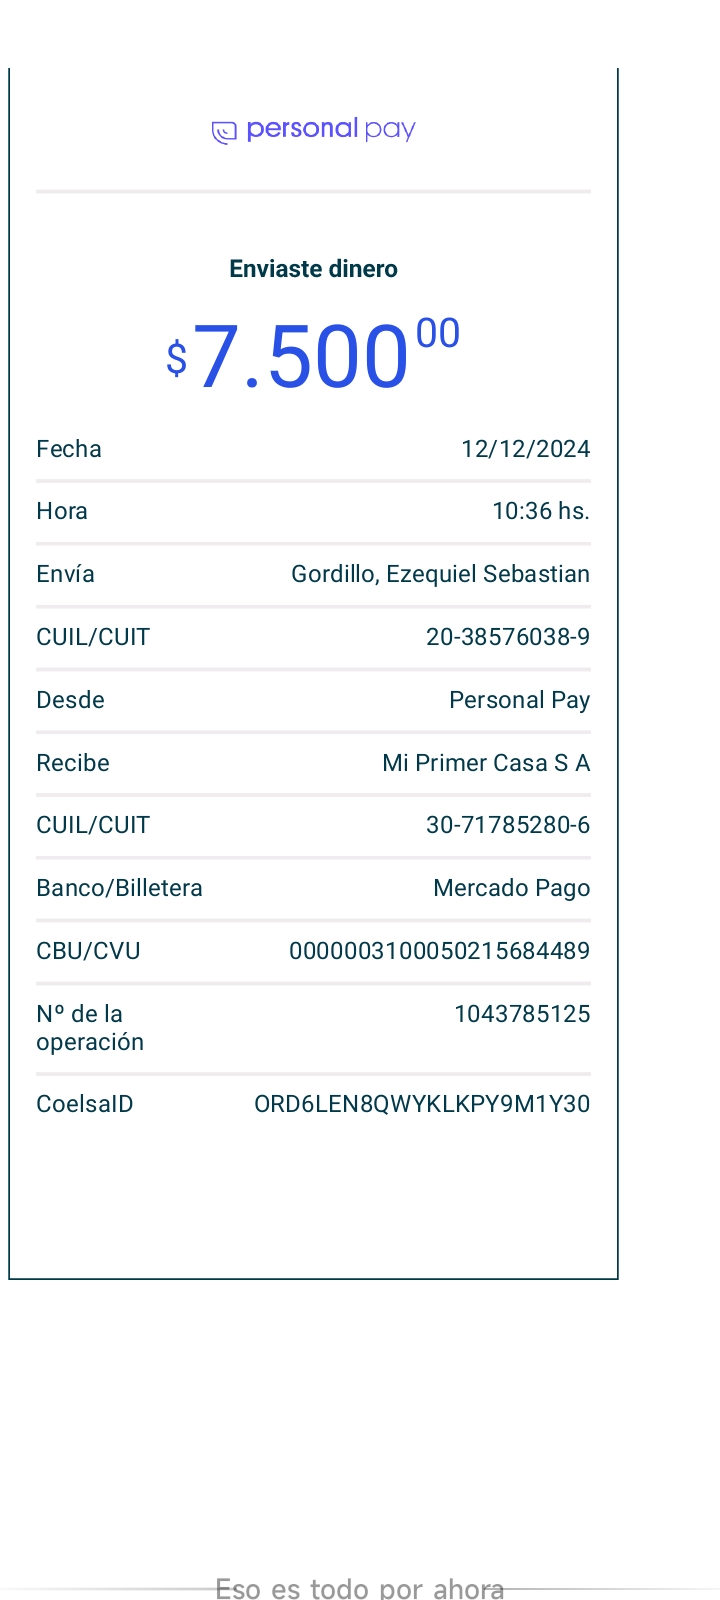 personal pay
Enviaste dinero
$7.500 00
Fecha 12/12/2024
Hora 10:36 hs.
Envía Gordillo, Ezequiel Sebastian
CUIL/CUIT 20-38576038-9
Desde Personal Pay
Recibe Mi Primer Casa S A
CUIL/CUIT 30-71785280-6
Banco/Billetera Mercado Pago
CBU/CVU 0000003100050215684489
Nº de la 1043785125
operación
CoelsaID ORD6LEN8QWYKLKPY9M1Y30
Eso es todo por ahora